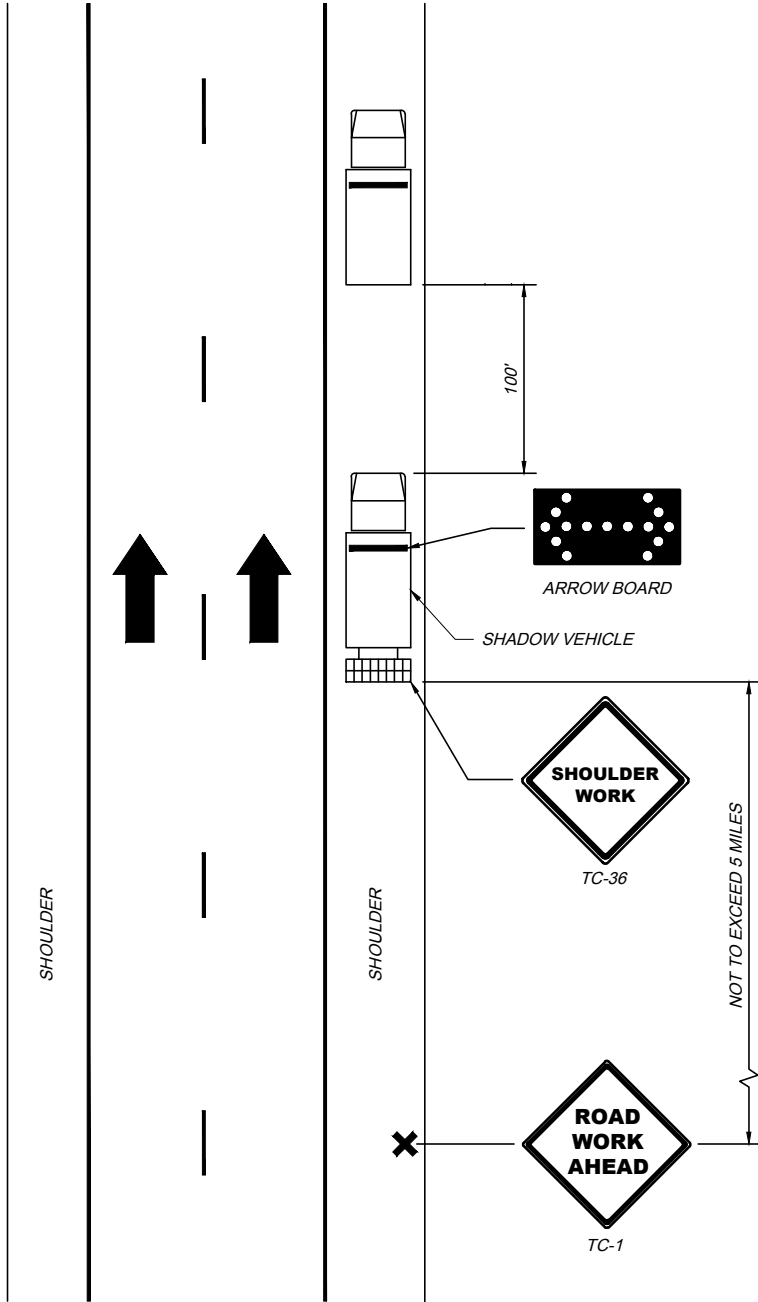 100'
ARROW BOARD
SHADOW VEHICLE
SHOULDER
WORK
TC-36
NOT TO EXCEED 5 MILES
SHOULDER
SHOULDER
ROAD
WORK
AHEAD
TC-1